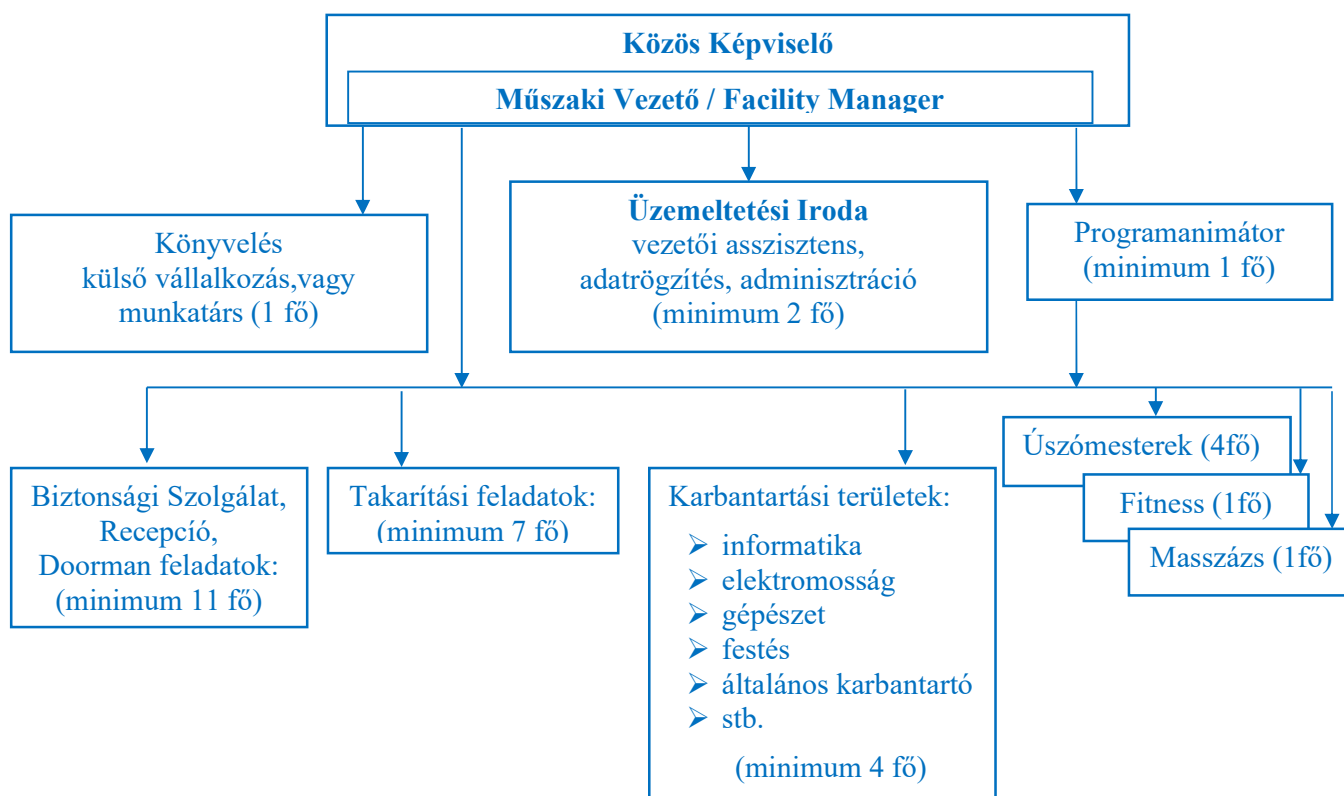 Közös Képviselő
Műszaki Vezető / Facility Manager
Könyvelés
külső vállalkozás,vagy
munkatárs (1 fő)
Üzemeltetési Iroda
vezetői asszisztens,
adatrögzítés, adminisztráció
(minimum 2 fő)
Programanimátor
(minimum 1 fő)
Biztonsági Szolgálat,
Recepcíó,
Doorman feladatok:
(minimum 11 fő)
Takarítási feladatok:
(minimum 7 fő)
Karbantartási területek:
➢ informatika
➢ elektromosság
➢ gépészet
➢ festés
➢ általános karbantartó
➢ stb.
(minimum 4 fő)
Úszómesterek (4fő)
Fitness (1fő)
Masszázs (1fő)